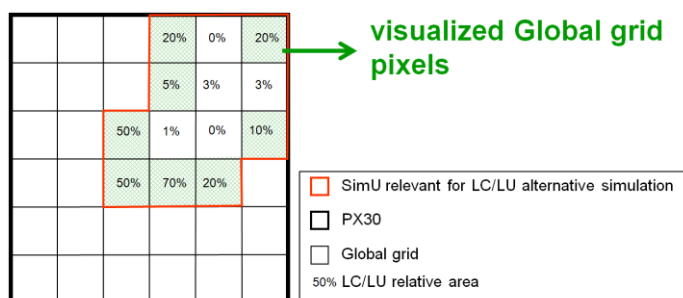 20% 0% 20%
visualized Global grid
pixels
5% 3% 3%
50% 1% 0% 10%
50% 70% 20%
SimU relevant for LC/LU alternative simulation
PX30
Global grid
50% LC/LU relative area